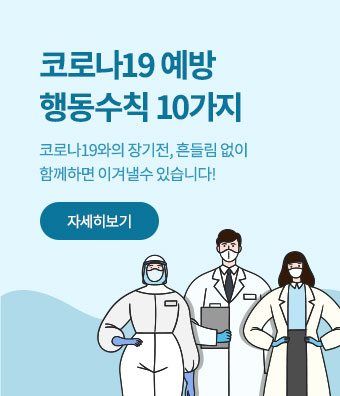 코로나19 예방
행동수칙 10가지
코로나19와의 장기전, 흔들림 없이
함께하면 이겨낼수 있습니다!
자세히보기